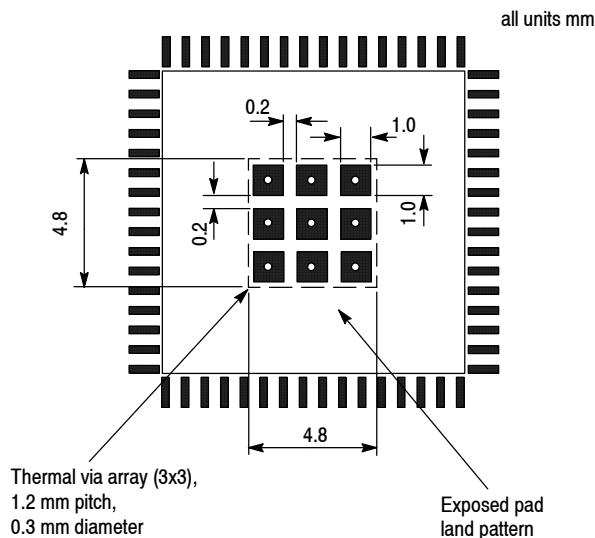 all units mm
0.2
1.0
4.8
0.2
1.0
4.8
Thermal via array (3x3),
1.2 mm pitch,
0.3 mm diameter
Exposed pad
land pattern